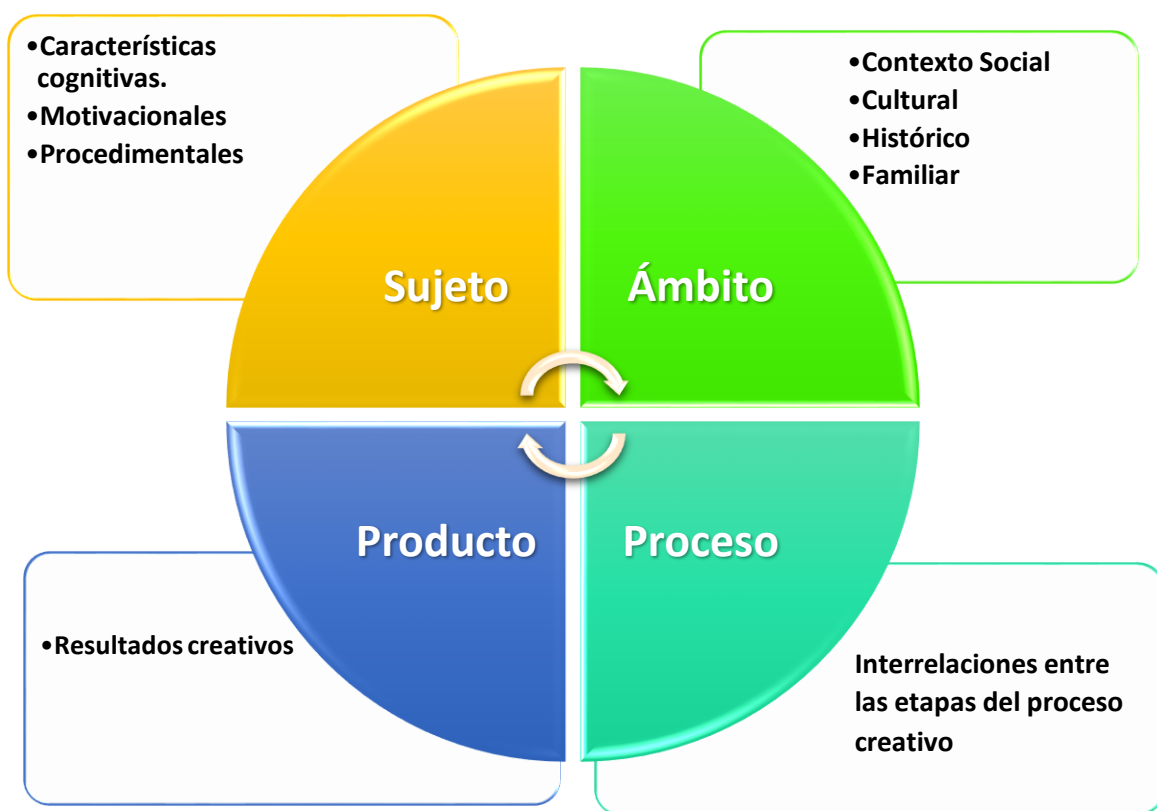 •Características
cognitivas.
•Motivacionales
•Procedimentales
•Contexto Social
•Cultural
•Histórico
•Familiar
Sujeto
Ámbito
Producto
Proceso
•Resultados creativos
Interrelaciones entre
las etapas del proceso
creativo